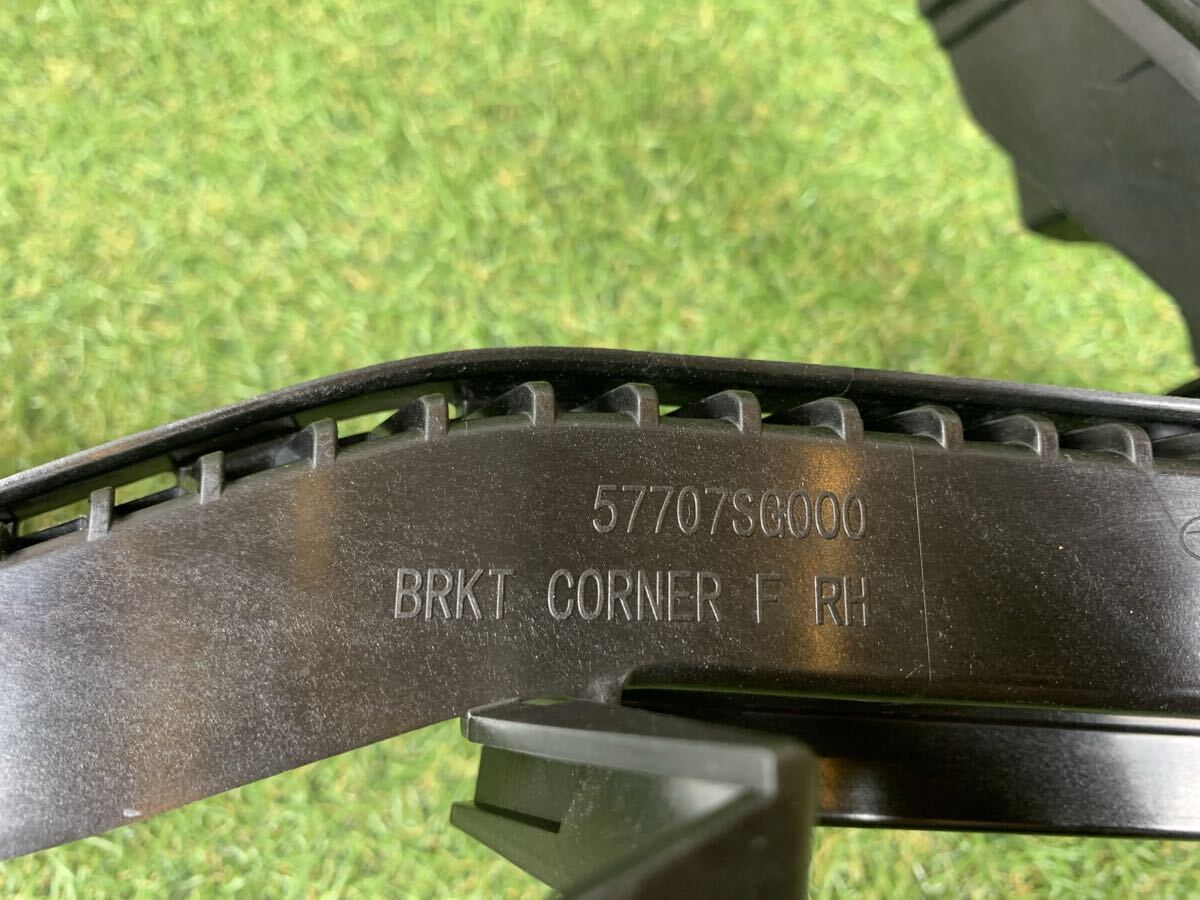 57707SG000
BRKT CORNER F RH